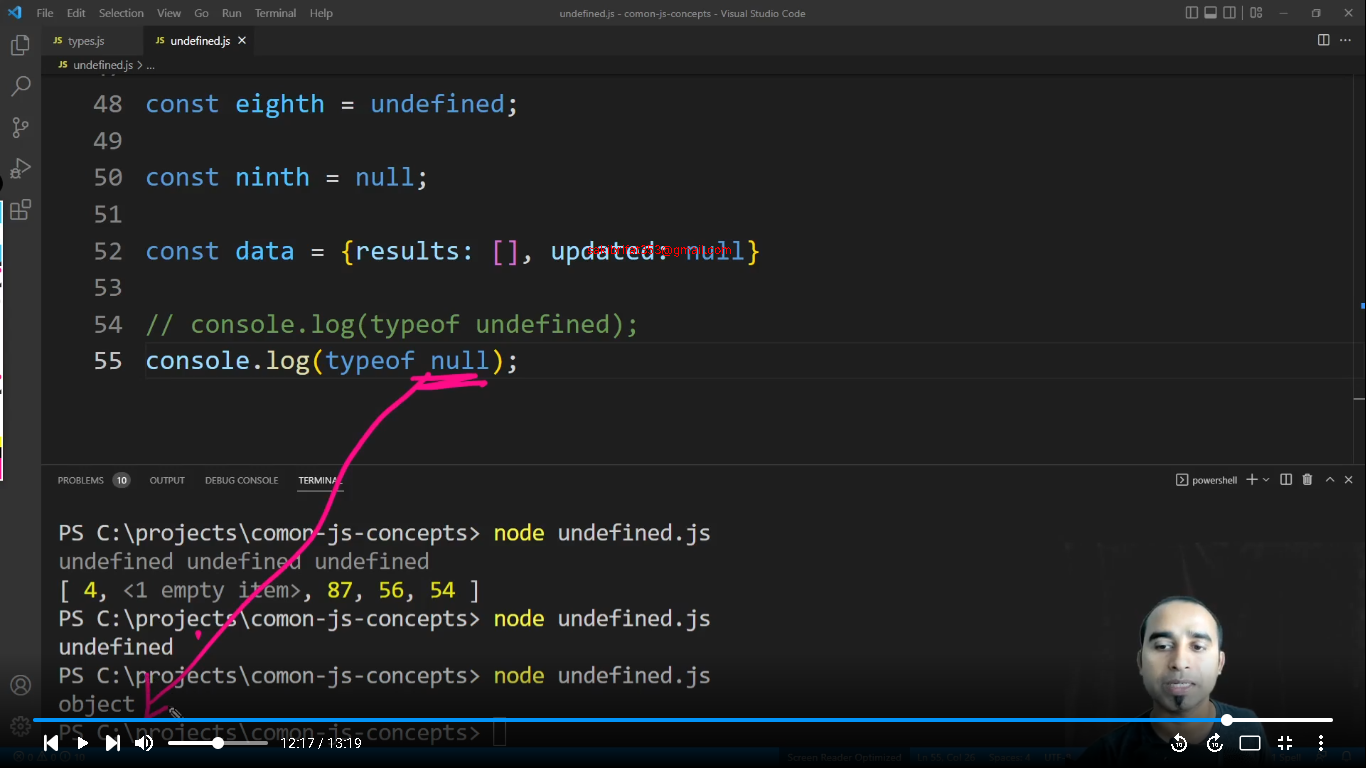 File Edit Selection View Go Run Terminal Help
undefined.js - comon-js-concepts - Visual Studio Code
JS types.js
JS undefined.js
JS undefined.js > ...
48 const eighth = undefined;
49
50 const ninth = null;
51
52 const data = {results: [], updated: null}
53
54 // console.log(typeof undefined);
55 console.log(typeof null);
PROBLEMS 10 OUTPUT DEBUG CONSOLE TERMINAL
powershell
PS C:\projects\comon-js-concepts> node undefined.js
undefined undefined undefined
[ 4, <1 empty item>, 87, 56, 54 ]
PS C:\projects\comon-js-concepts> node undefined.js
undefined
PS C:\projects\comon-js-concepts> node undefined.js
object
PS C:\projects\comon-js-concepts>
12:17 / 13:19
10
10
Screen Reader Optimized